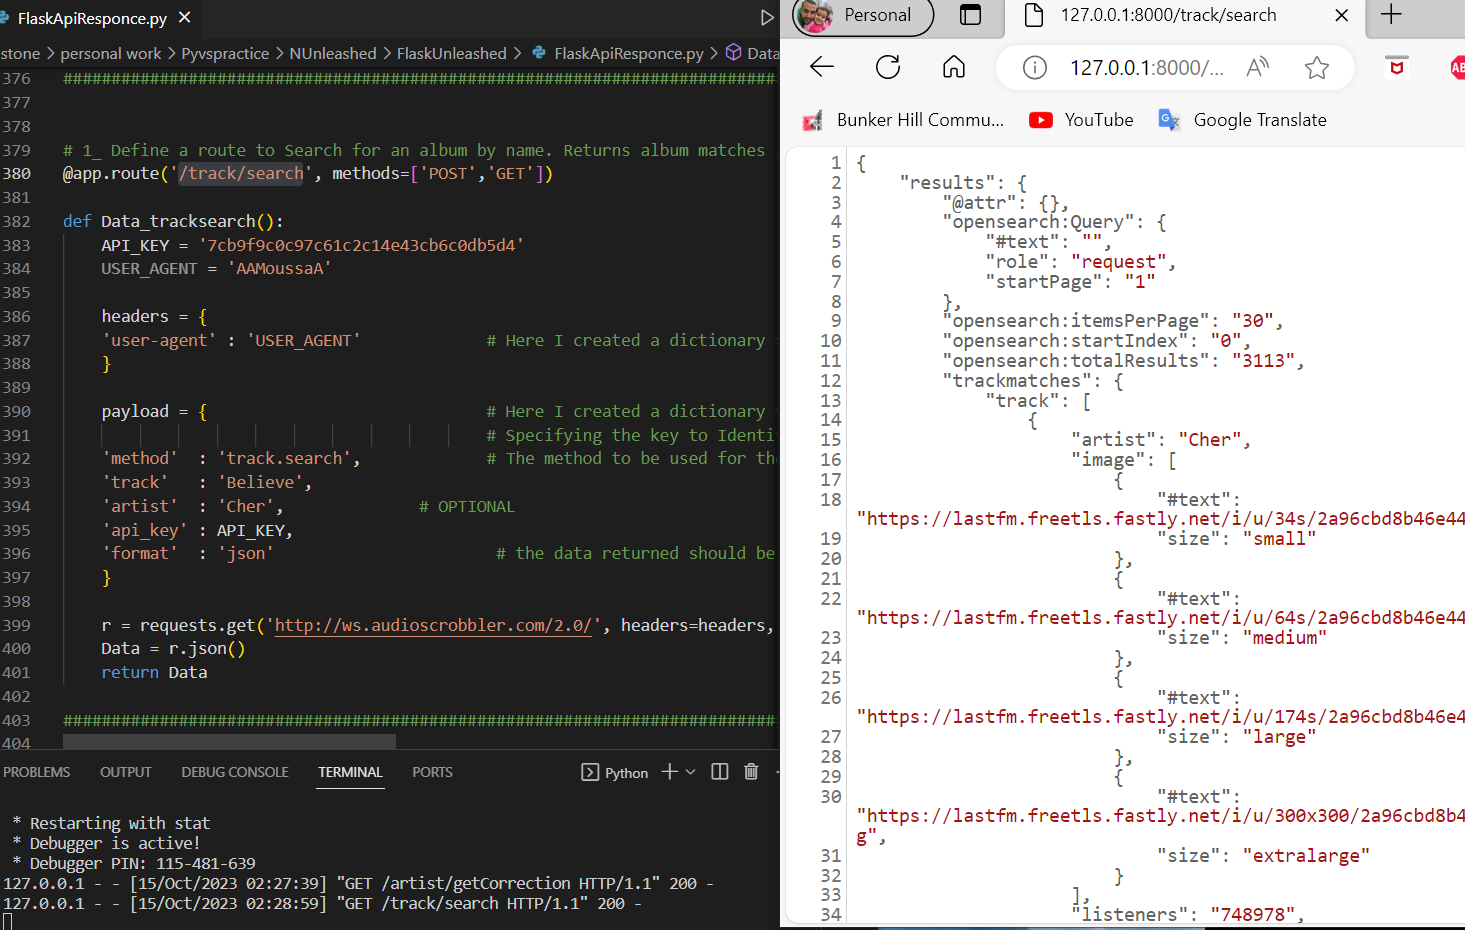 FlaskApiResponce.py
stone > personal work > Pyvspractice > NUnleashed > FlaskUnleashed > FlaskApiResponce.py > Data
376 ##########################################################################
377
378
379 # 1_ Define a route to Search for an album by name. Returns album matches
380 @app.route('/track/search', methods=['POST','GET'])
381
382 def Data_tracksearch():
383 API_KEY = '7cb9f9c0c97c61c2c14e43cb6c0db5d4'
384 USER_AGENT = 'AAMoussaA'
385
386 headers = {
387 'user-agent' : 'USER_AGENT' # Here I created a dictionary
388 }
389
390 payload = { # Here I created a dictionary
391 # Specifying the key to Identi
392 'method' : 'track.search', # The method to be used for the
393 'track' : 'Believe',
394 'artist' : 'Cher', # OPTIONAL
395 'api_key' : API_KEY,
396 'format' : 'json' # the data returned should be
397 }
398
399 r = requests.get('http://ws.audioscrobbler.com/2.0/', headers=headers,
400 Data = r.json()
401 return Data
402
403 ##########################################################################
404
PROBLEMS OUTPUT DEBUG CONSOLE TERMINAL PORTS Python
* Restarting with stat
* Debugger is active!
* Debugger PIN: 115-481-639
127.0.0.1 - - [15/Oct/2023 02:27:39] "GET /artist/getCorrection HTTP/1.1" 200 -
127.0.0.1 - - [15/Oct/2023 02:28:59] "GET /track/search HTTP/1.1" 200 -
Personal 127.0.0.1:8000/track/search
127.0.0.1:8000/... A AB
Bunker Hill Commu... YouTube Google Translate
1 {
2 "results": {
3 "@attr": {},
4 "opensearch:Query": {
5 "#text": "",
6 "role": "request",
7 "startPage": "1"
8 },
9 "opensearch:itemsPerPage": "30",
10 "opensearch:startIndex": "0",
11 "opensearch:totalResults": "3113",
12 "trackmatches": {
13 "track": [
14 {
15 "artist": "Cher",
16 "image": [
17 {
18 "#text":
"https://lastfm.freetls.fastly.net/i/u/34s/2a96cbd8b46e44
19 "size": "small"
20 },
21 {
22 "#text":
"https://lastfm.freetls.fastly.net/i/u/64s/2a96cbd8b46e44
23 "size": "medium"
24 },
25 {
26 "#text":
"https://lastfm.freetls.fastly.net/i/u/174s/2a96cbd8b46e4
27 "size": "large"
28 },
29 {
30 "#text":
"https://lastfm.freetls.fastly.net/i/u/300x300/2a96cbd8b4
g",
31 "size": "extralarge"
32 }
33 ],
34 "listeners": "748978",